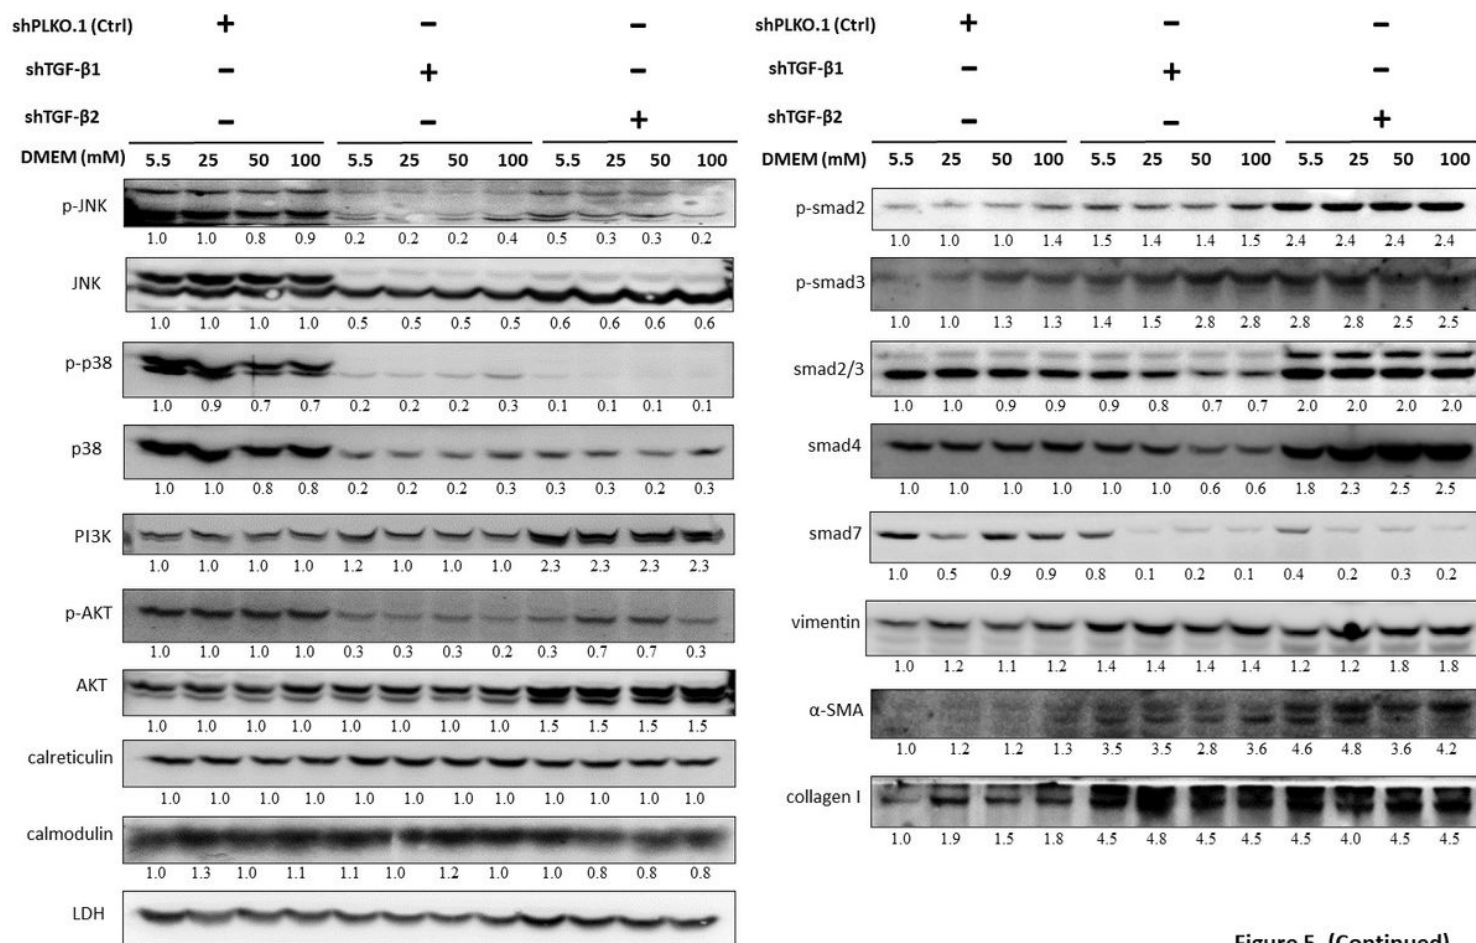 shPLKO.1 (Ctrl) + − −
shTGF-β1 − + −
shTGF-β2 − − +
DMEM (mM) 5.5 25 50 100 5.5 25 50 100 5.5 25 50 100
p-JNK
1.0 1.0 0.8 0.9 0.2 0.2 0.2 0.4 0.5 0.3 0.3 0.2
JNK
1.0 1.0 1.0 1.0 0.5 0.5 0.5 0.5 0.6 0.6 0.6 0.6
p-p38
1.0 0.9 0.7 0.7 0.2 0.2 0.2 0.3 0.1 0.1 0.1 0.1
p38
1.0 1.0 0.8 0.8 0.2 0.2 0.2 0.3 0.3 0.3 0.2 0.3
PI3K
1.0 1.0 1.0 1.0 1.2 1.0 1.0 1.0 2.3 2.3 2.3 2.3
p-AKT
1.0 1.0 1.0 1.0 0.3 0.3 0.3 0.2 0.3 0.7 0.7 0.3
AKT
1.0 1.0 1.0 1.0 1.0 1.0 1.0 1.0 1.5 1.5 1.5 1.5
calreticulin
1.0 1.0 1.0 1.0 1.0 1.0 1.0 1.0 1.0 1.0 1.0 1.0
calmodulin
1.0 1.3 1.0 1.1 1.1 1.0 1.2 1.0 1.0 0.8 0.8 0.8
LDH
shPLKO.1 (Ctrl) + − −
shTGF-β1 − + −
shTGF-β2 − − +
DMEM (mM) 5.5 25 50 100 5.5 25 50 100 5.5 25 50 100
p-smad2
1.0 1.0 1.0 1.4 1.5 1.4 1.4 1.5 2.4 2.4 2.4 2.4
p-smad3
1.0 1.0 1.3 1.3 1.4 1.5 2.8 2.8 2.8 2.8 2.5 2.5
smad2/3
1.0 1.0 0.9 0.9 0.9 0.8 0.7 0.7 2.0 2.0 2.0 2.0
smad4
1.0 1.0 1.0 1.0 1.0 1.0 0.6 0.6 1.8 2.3 2.5 2.5
smad7
1.0 0.5 0.9 0.9 0.8 0.1 0.2 0.1 0.4 0.2 0.3 0.2
vimentin
1.0 1.2 1.1 1.2 1.4 1.4 1.4 1.4 1.2 1.2 1.8 1.8
α-SMA
1.0 1.2 1.2 1.3 3.5 3.5 2.8 3.6 4.6 4.8 3.6 4.2
collagen I
1.0 1.9 1.5 1.8 4.5 4.8 4.5 4.5 4.5 4.0 4.5 4.5
Figure 5. (Continued)